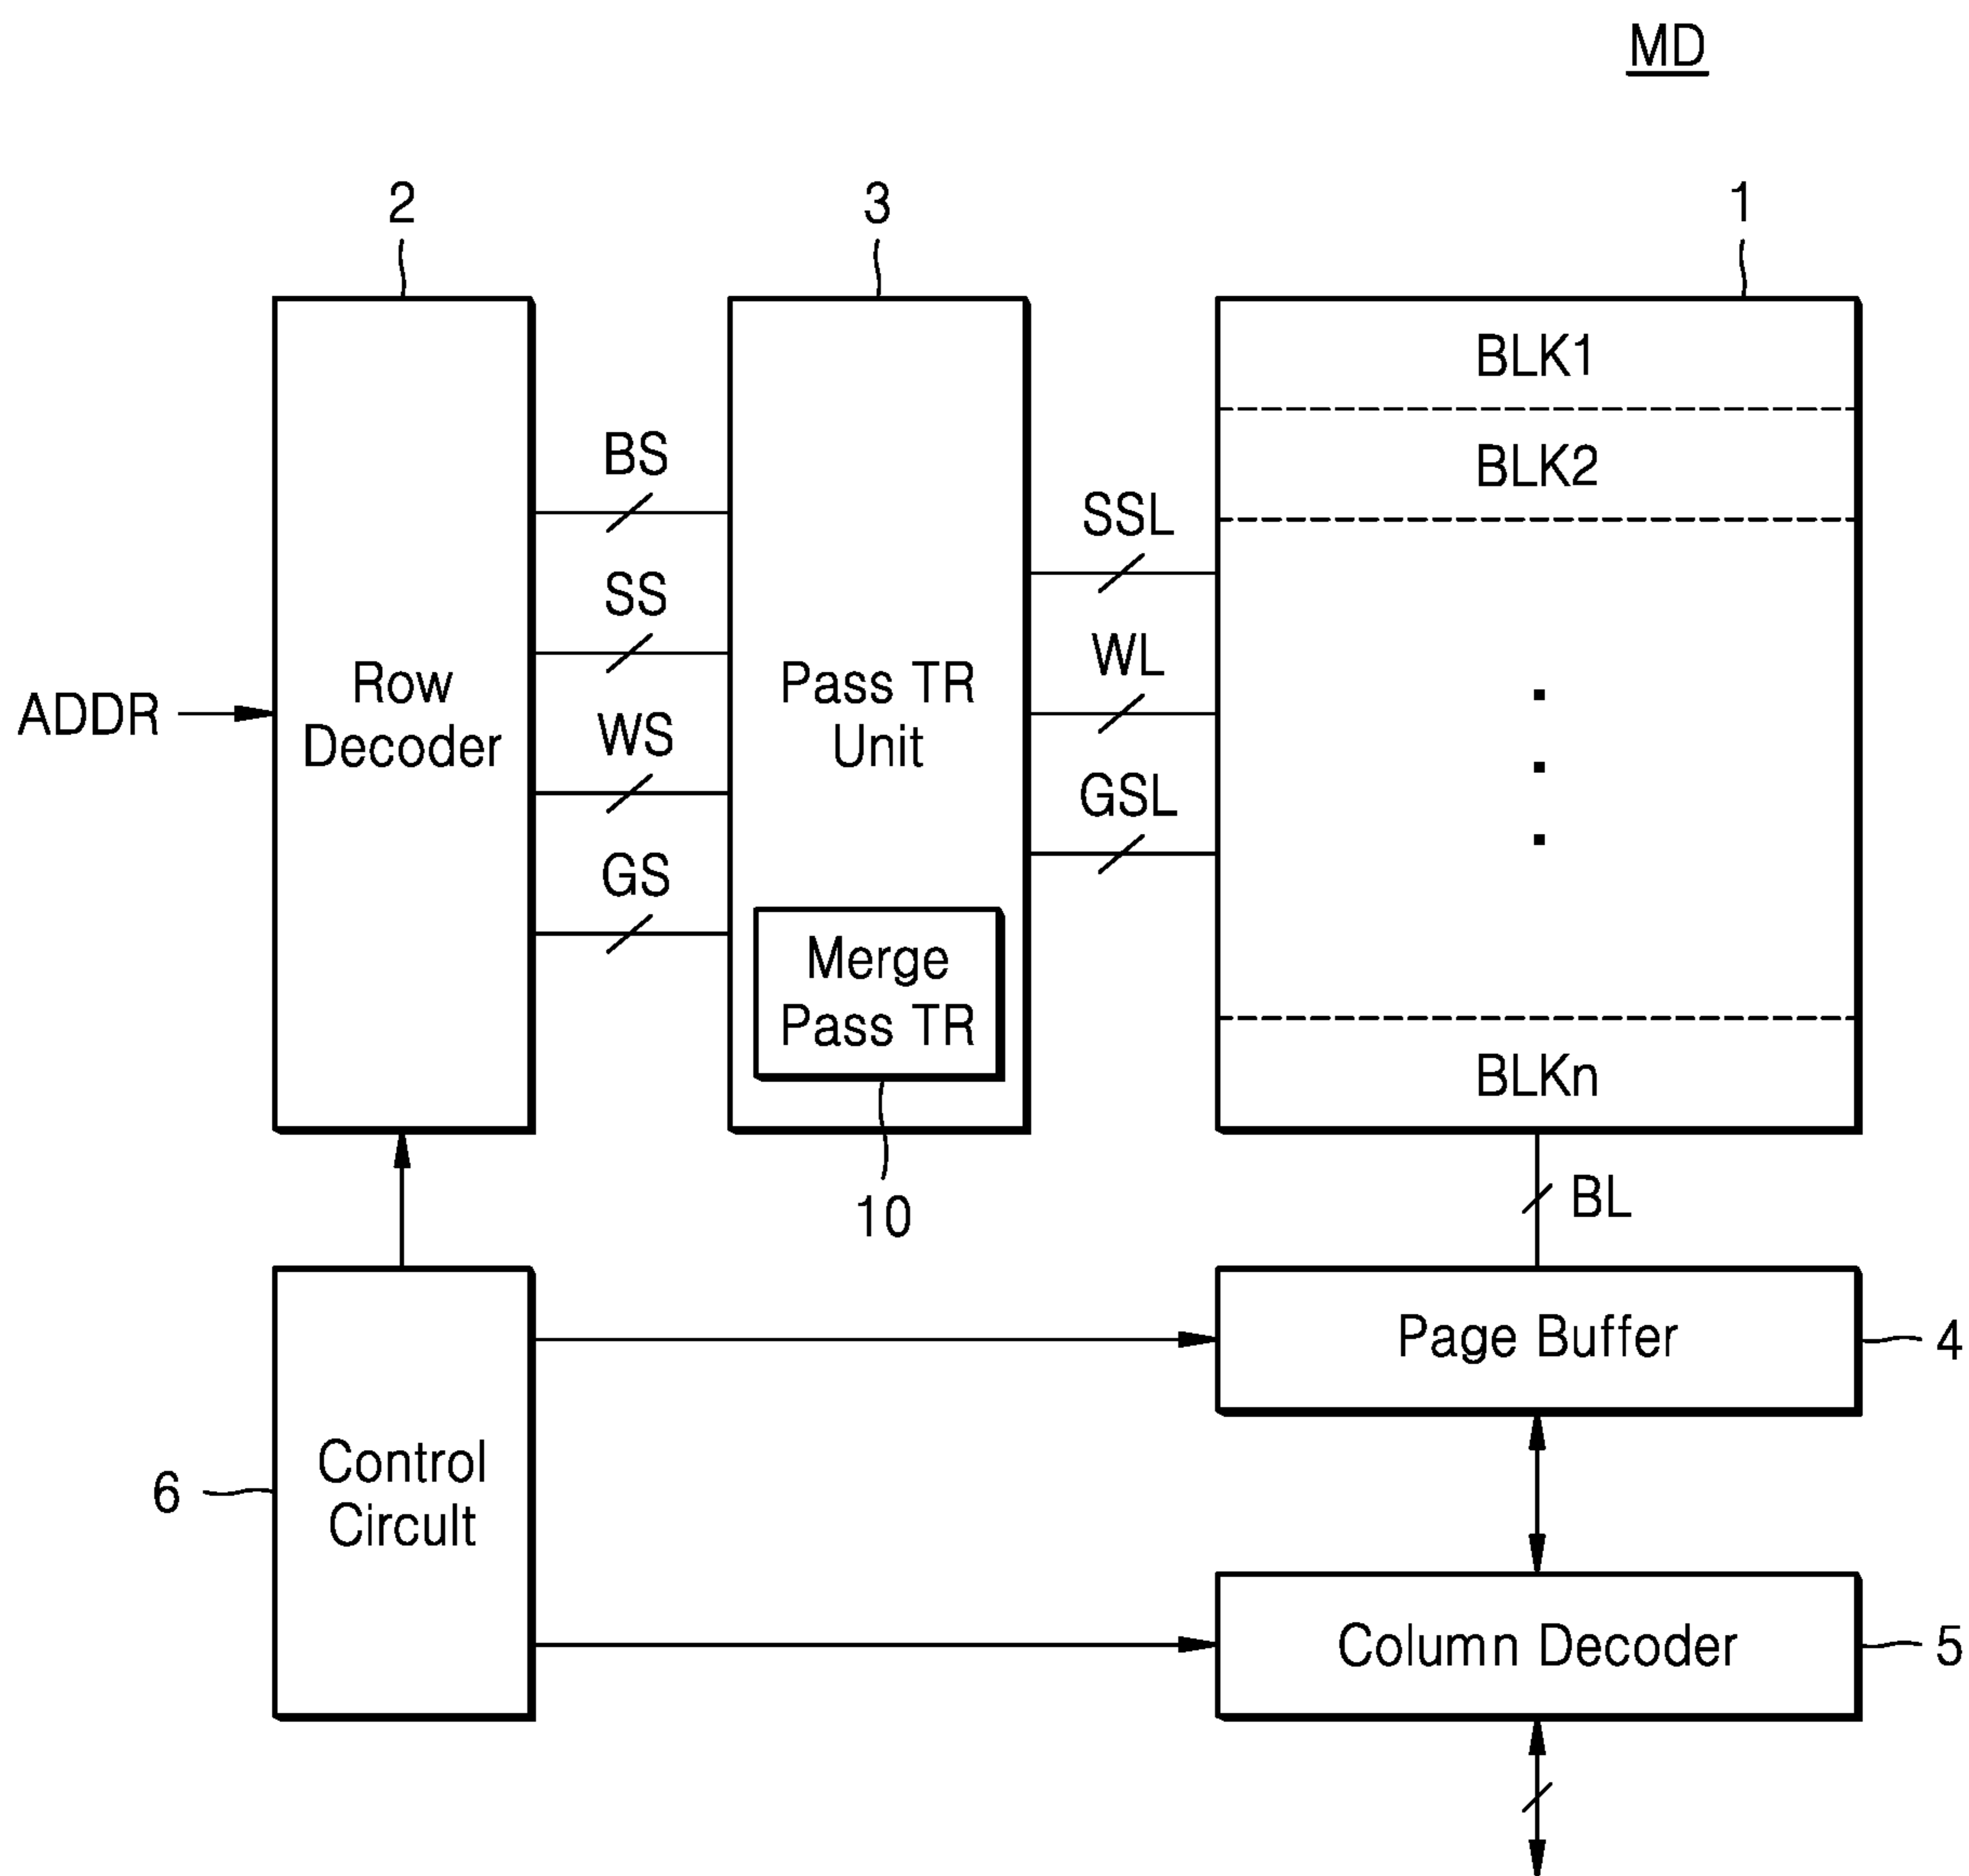 MD
2
3
1
BLK1
BLK2
BS
SSL
SS
WL
Row
Decoder
Pass TR
Unit
ADDR
WS
GSL
GS
Merge
Pass TR
BLKn
10
BL
Page Buffer
4
Control
Circult
6
Column Decoder
5